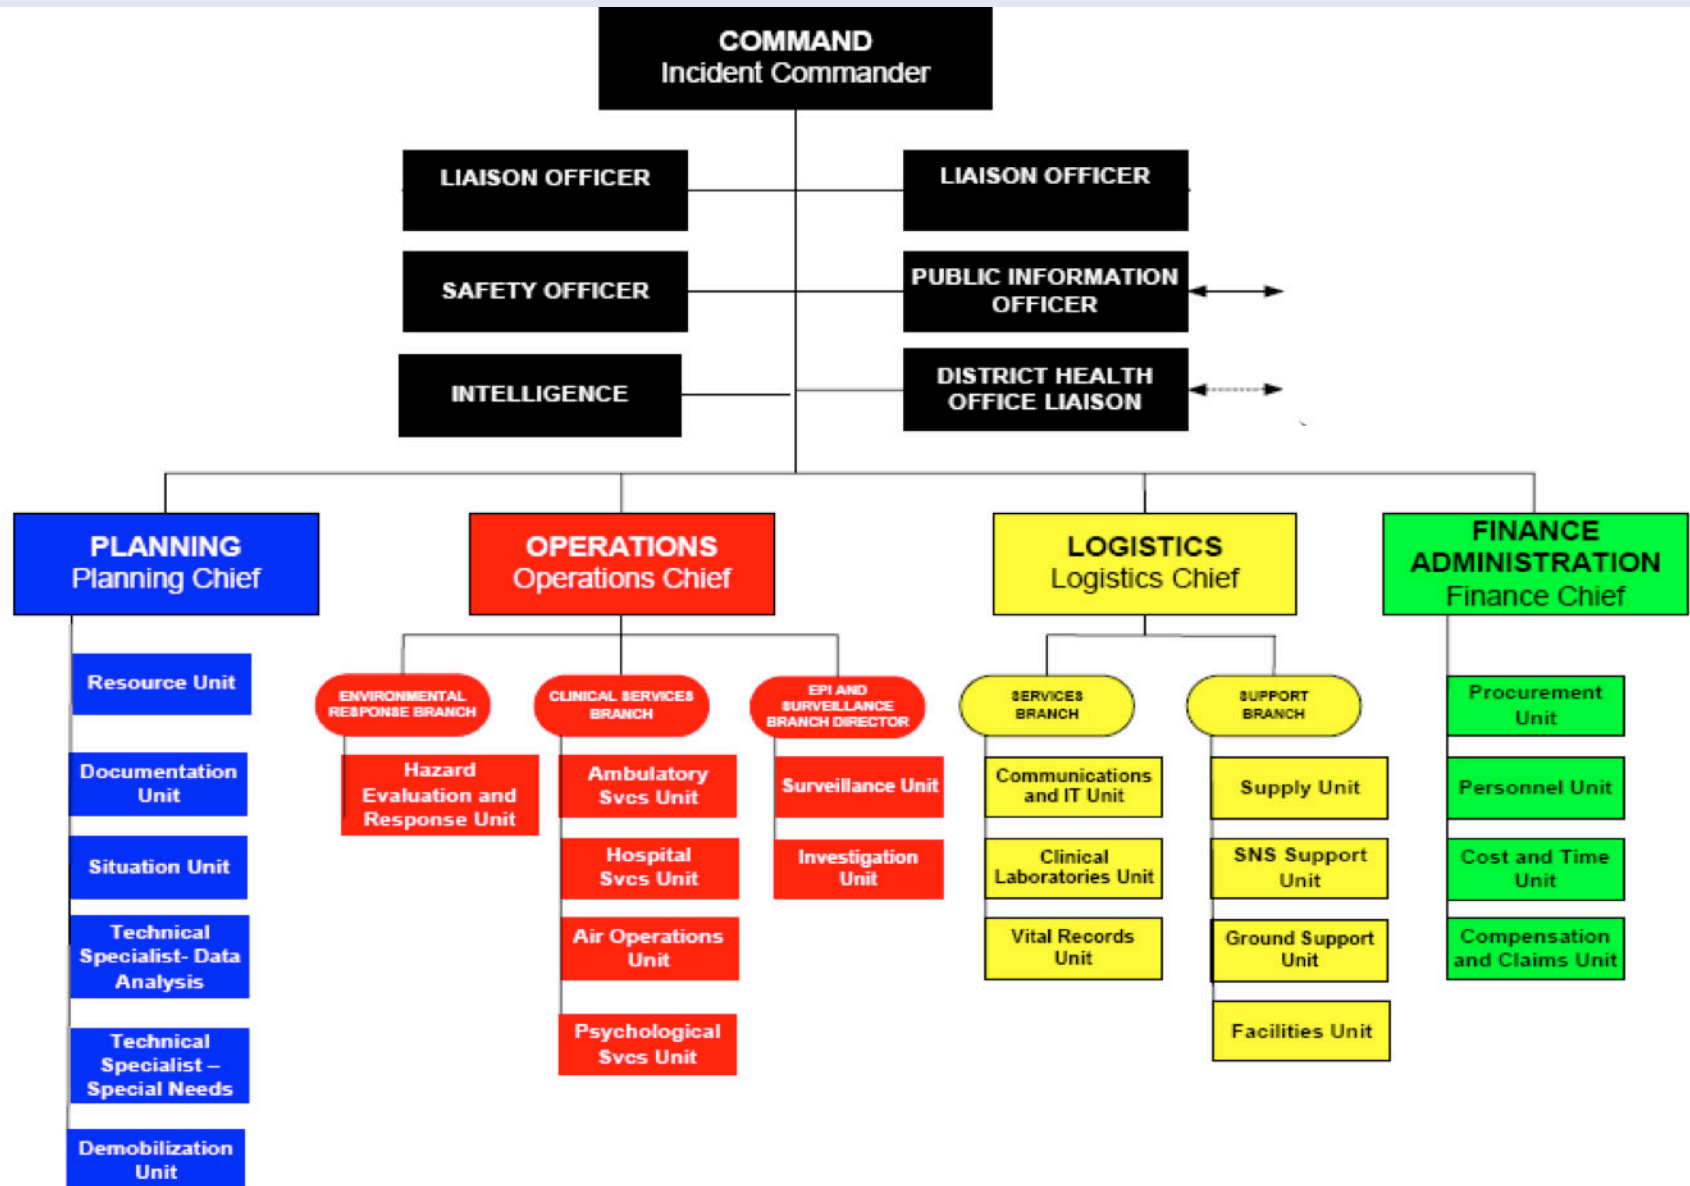 COMMAND
Incident Commander
LIAISON OFFICER
LIAISON OFFICER
SAFETY OFFICER
PUBLIC INFORMATION
OFFICER
INTELLIGENCE
DISTRICT HEALTH
OFFICE LIAISON
PLANNING
Planning Chief
OPERATIONS
Operations Chief
LOGISTICS
Logistics Chief
FINANCE
ADMINISTRATION
Finance Chief
Resource Unit
Documentation
Unit
Situation Unit
Technical
Specialist- Data
Analysis
Technical
Specialist –
Special Needs
Demobilization
Unit
ENVIRONMENTAL
RESPONSE BRANCH
Hazard
Evaluation and
Response Unit
CLINICAL SERVICES
BRANCH
Ambulatory
Svcs Unit
Hospital
Svcs Unit
Air Operations
Unit
Psychological
Svcs Unit
EPI AND
SURVEILLANCE
BRANCH DIRECTOR
Surveillance Unit
Investigation
Unit
SERVICES
BRANCH
Communications
and IT Unit
Clinical
Laboratories Unit
Vital Records
Unit
SUPPORT
BRANCH
Supply Unit
SNS Support
Unit
Ground Support
Unit
Facilities Unit
Procurement
Unit
Personnel Unit
Cost and Time
Unit
Compensation
and Claims Unit